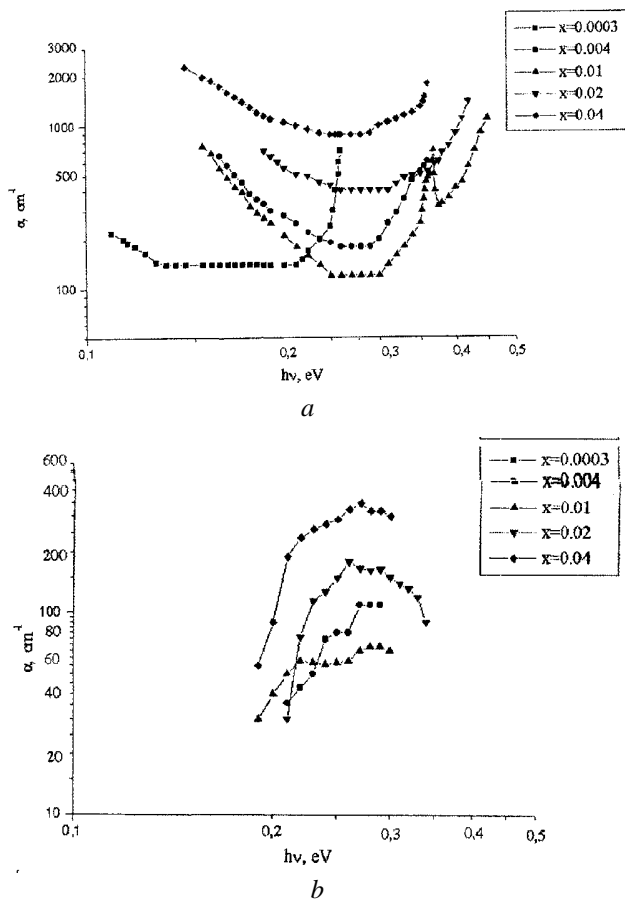 x=0.0003
x=0.004
x=0.01
x=0.02
x=0.04
3000
2000
1000
500
100
α, cm⁻¹
0,1
0,2
0,3
0,4
0,5
hν, eV
a
x=0.0003
x=0.004
x=0.01
x=0.02
x=0.04
600
400
200
100
80
60
40
20
10
α, cm⁻¹
0,1
0,2
0,3
0,4
0,5
hν, eV
b